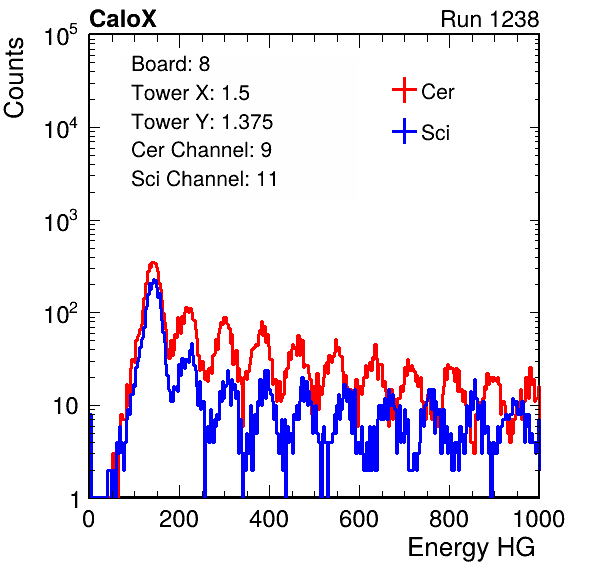 CaloX Run 1238
Counts
10^5
10^4
10^3
10^2
10
1
Board: 8
Tower X: 1.5
Tower Y: 1.375
Cer Channel: 9
Sci Channel: 11
Cer
Sci
0 200 400 600 800 1000
Energy HG